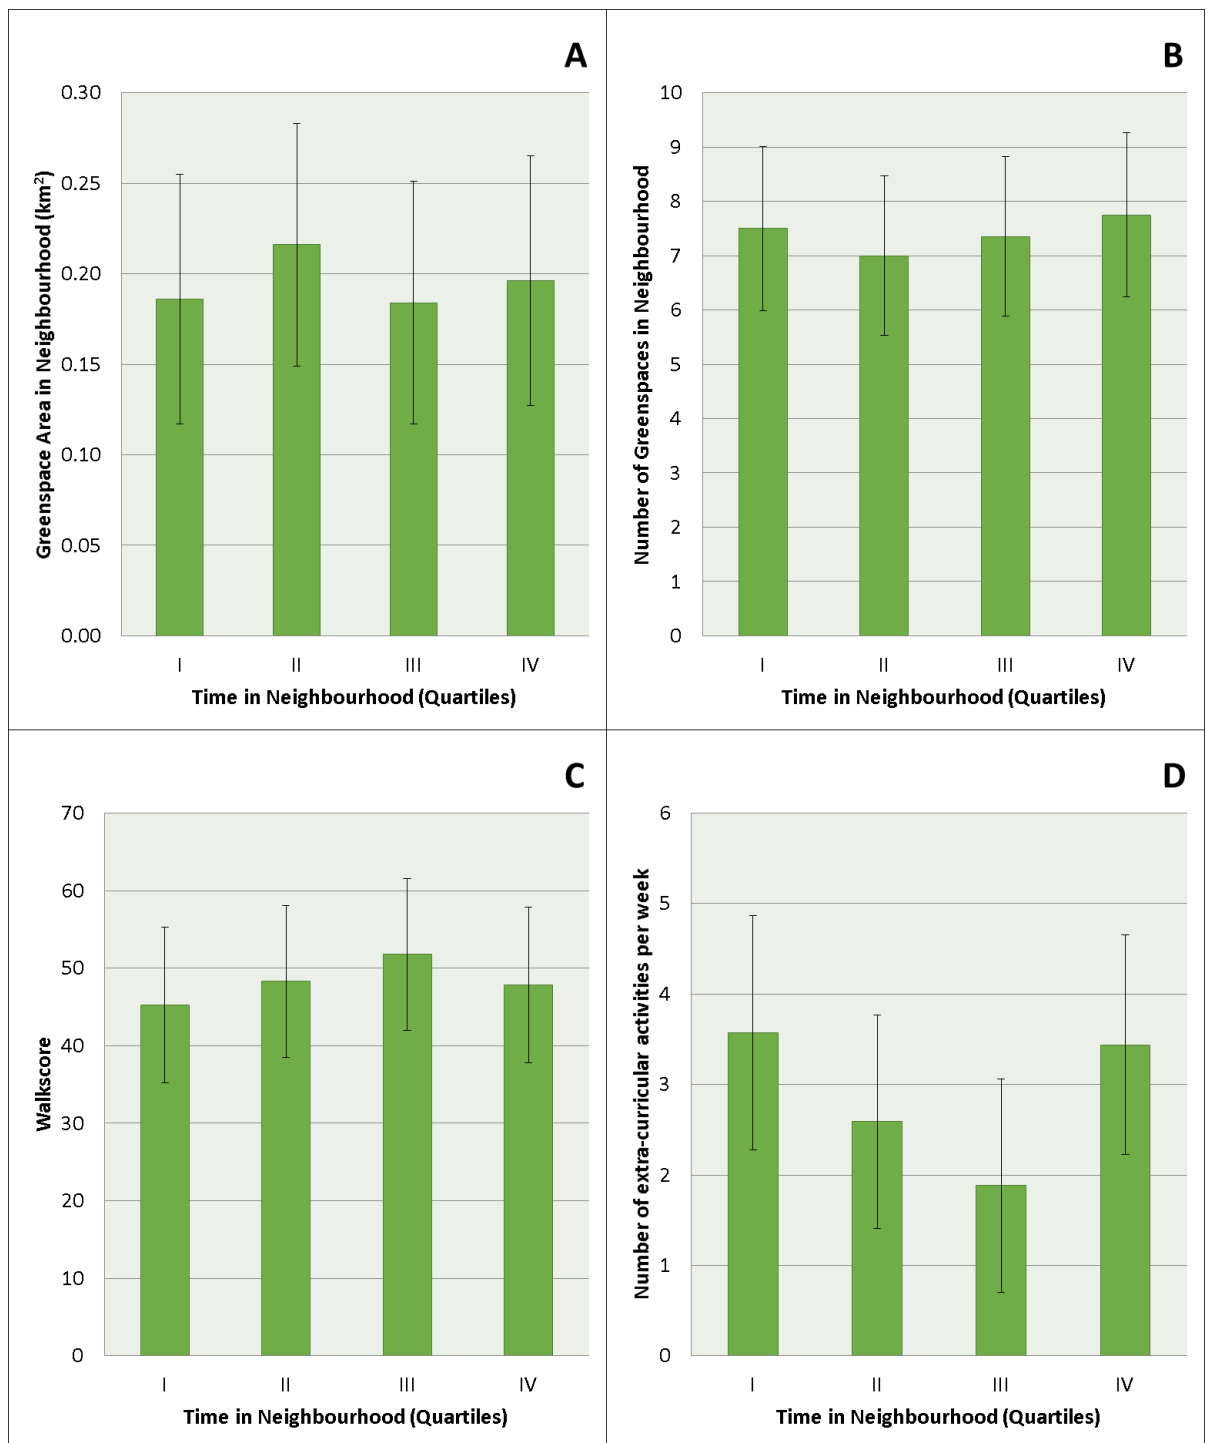 A
Greenspace Area in Neighbourhood (km²)
0.30
0.25
0.20
0.15
0.10
0.05
0.00
I II III IV
Time in Neighbourhood (Quartiles)
B
Number of Greenspaces in Neighbourhood
10
9
8
7
6
5
4
3
2
1
0
I II III IV
Time in Neighbourhood (Quartiles)
C
Walkscore
70
60
50
40
30
20
10
0
I II III IV
Time in Neighbourhood (Quartiles)
D
Number of extra-curricular activities per week
6
5
4
3
2
1
0
I II III IV
Time in Neighbourhood (Quartiles)